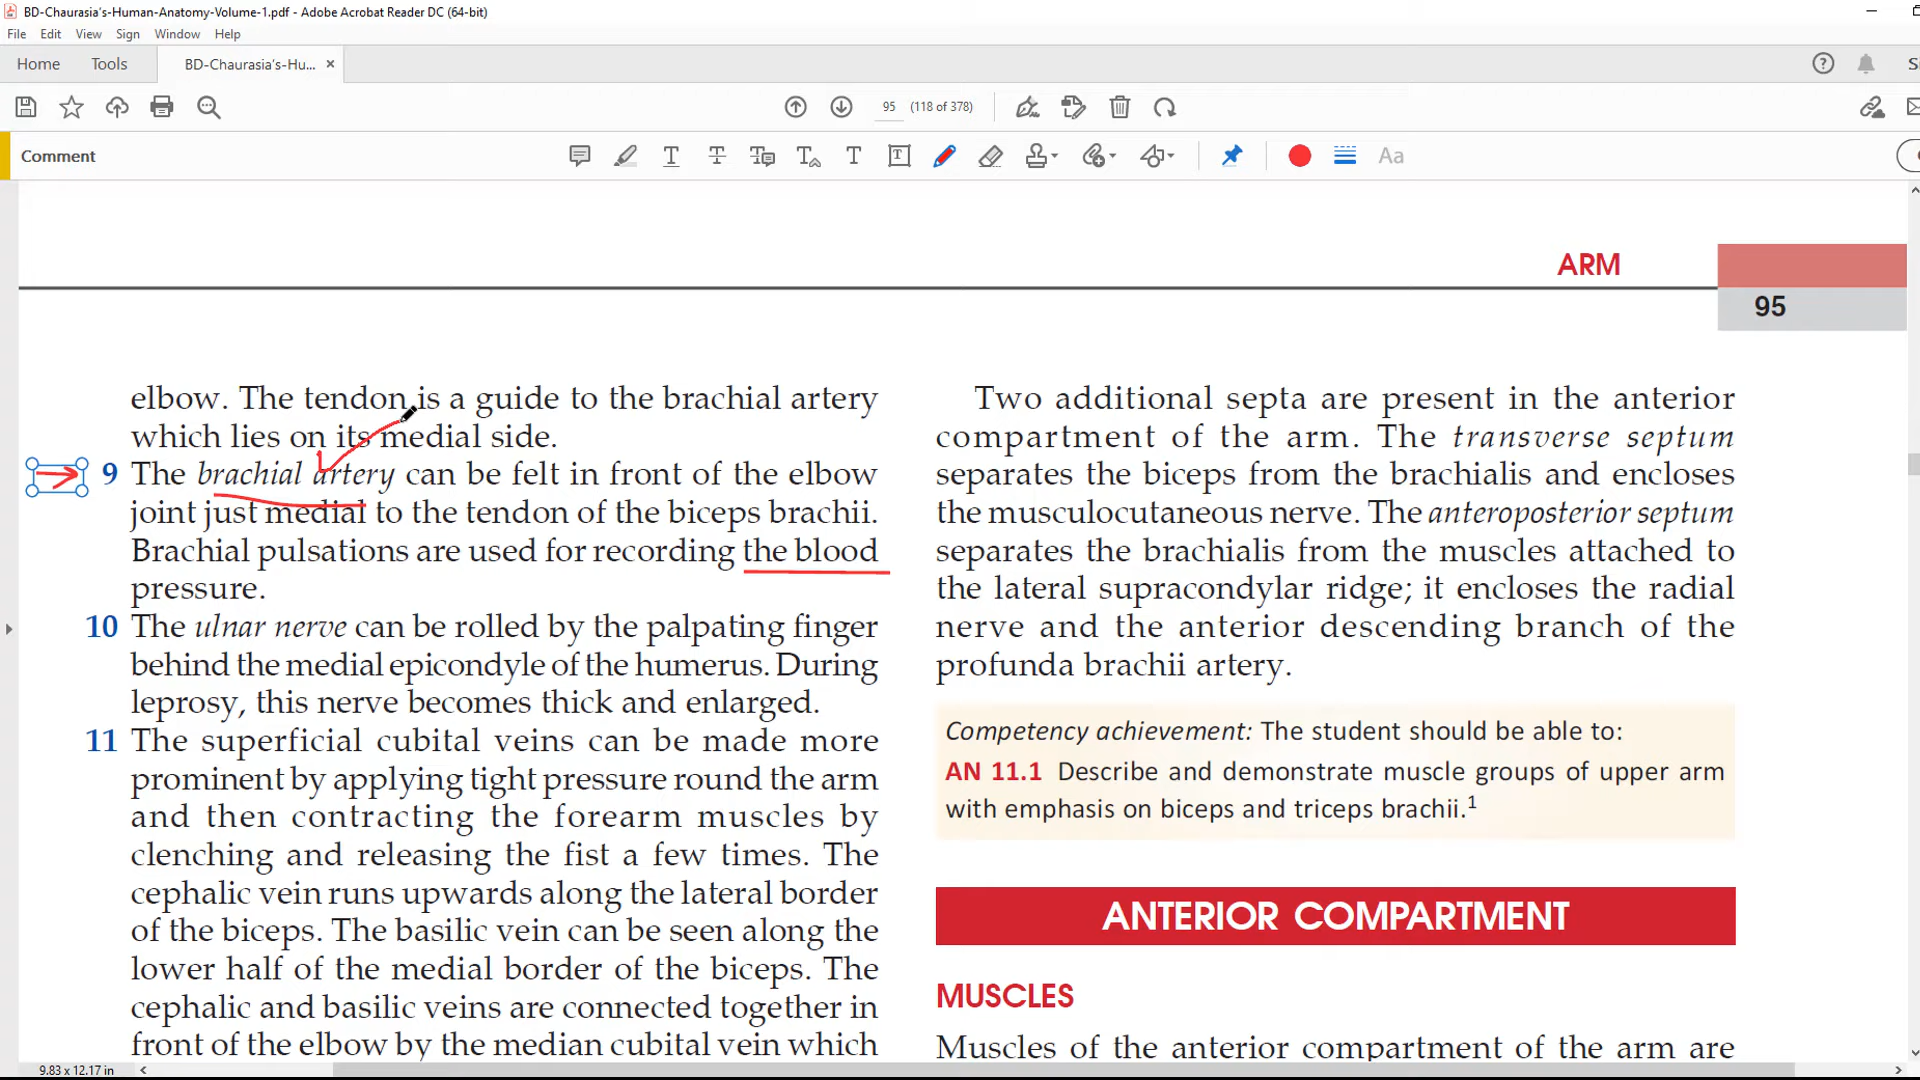 BD-Chaurasia's-Human-Anatomy-Volume-1.pdf - Adobe Acrobat Reader DC (64-bit)
File Edit View Sign Window Help
Home Tools BD-Chaurasia's-Hu... ×
95 (118 of 378)
Comment
Aa
ARM
95
elbow. The tendon is a guide to the brachial artery
which lies on its medial side.
9 The brachial artery can be felt in front of the elbow
joint just medial to the tendon of the biceps brachii.
Brachial pulsations are used for recording the blood
pressure.
10 The ulnar nerve can be rolled by the palpating finger
behind the medial epicondyle of the humerus. During
leprosy, this nerve becomes thick and enlarged.
11 The superficial cubital veins can be made more
prominent by applying tight pressure round the arm
and then contracting the forearm muscles by
clenching and releasing the fist a few times. The
cephalic vein runs upwards along the lateral border
of the biceps. The basilic vein can be seen along the
lower half of the medial border of the biceps. The
cephalic and basilic veins are connected together in
front of the elbow by the median cubital vein which
Two additional septa are present in the anterior
compartment of the arm. The transverse septum
separates the biceps from the brachialis and encloses
the musculocutaneous nerve. The anteroposterior septum
separates the brachialis from the muscles attached to
the lateral supracondylar ridge; it encloses the radial
nerve and the anterior descending branch of the
profunda brachii artery.
Competency achievement: The student should be able to:
AN 11.1 Describe and demonstrate muscle groups of upper arm
with emphasis on biceps and triceps brachii.1
ANTERIOR COMPARTMENT
MUSCLES
Muscles of the anterior compartment of the arm are
9.83 x 12.17 in